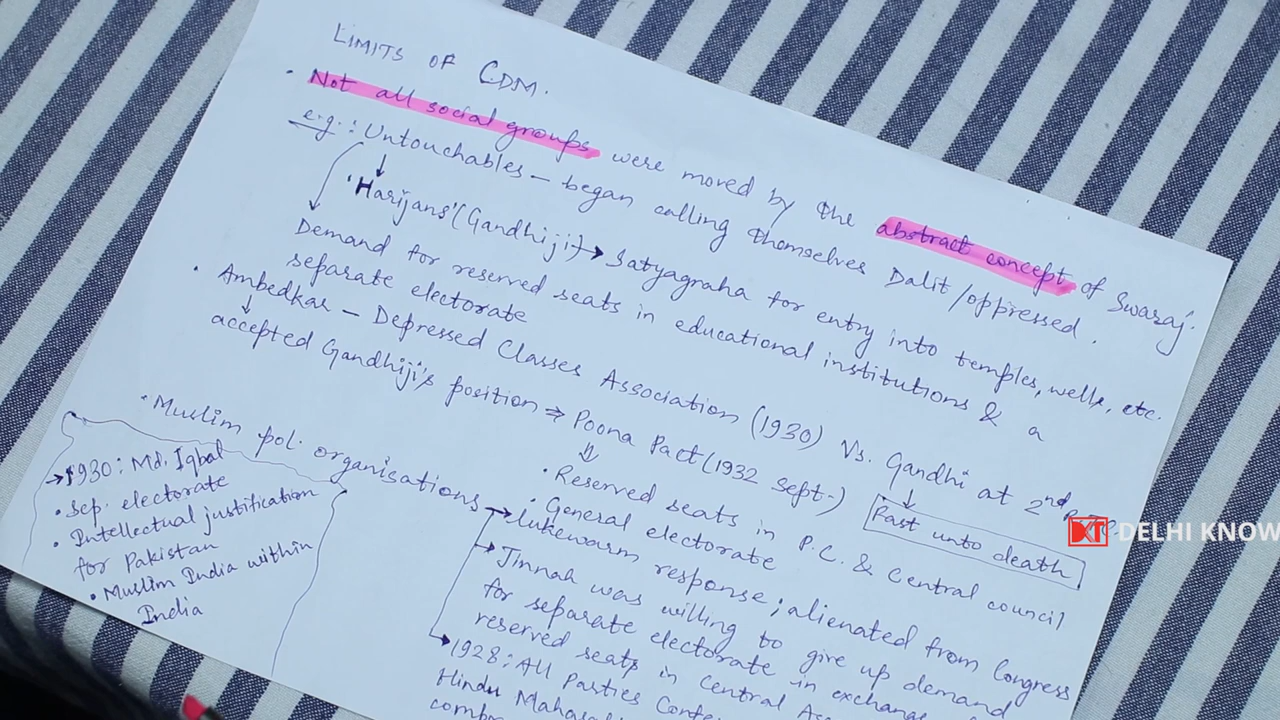 LIMITS OF CDM.
• Not all social groups were moved by the abstract concept of Swaraj.
e.g.: Untouchables – began calling themselves Dalit/oppressed.
'Harijans' (Gandhiji) → Satyagraha for entry into temples, wells, etc.
Demand for reserved seats in educational institutions & a
separate electorate
• Ambedkar – Depressed Classes Association (1930) Vs. Gandhi at 2nd
accepted Gandhiji's position ⇒ Poona Pact (1932 Sept.)
Fast unto death
• Reserved seats in P.C. & Central council
• General electorate
• Muslim pol. organisations → lukewarm response; alienated from Congress
→ Jinnah was willing to give up demand
for separate electorate in exchange
reserved seats in Central
→ 1928: All Parties
Hindu
→ 1930: Md. Iqbal
• sep. electorate
• Intellectual justification
for Pakistan
• Muslim India within
India
DELHI KNOW